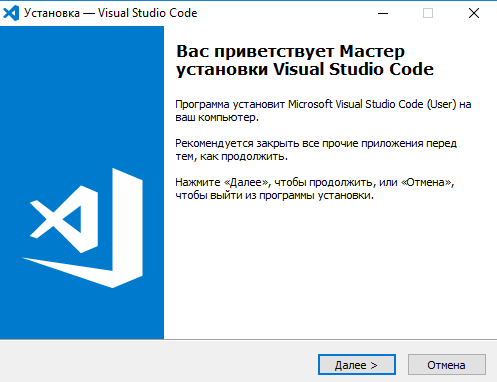 Установка — Visual Studio Code
Вас приветствует Мастер
установки Visual Studio Code
Программа установит Microsoft Visual Studio Code (User) на
ваш компьютер.
Рекомендуется закрыть все прочие приложения перед
тем, как продолжить.
Нажмите «Далее», чтобы продолжить, или «Отмена»,
чтобы выйти из программы установки.
Далее >
Отмена